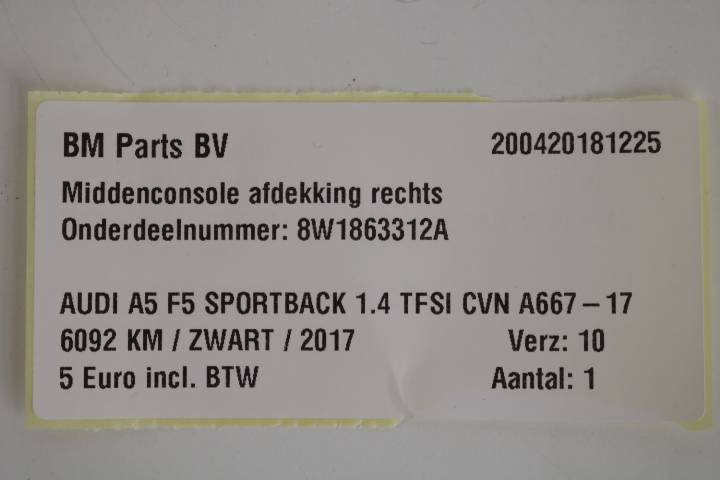 BM Parts BV 200420181225
Middenconsole afdekking rechts
Onderdeelnummer: 8W1863312A
AUDI A5 F5 SPORTBACK 1.4 TFSI CVN A667 – 17
6092 KM / ZWART / 2017 Verz: 10
5 Euro incl. BTW Aantal: 1